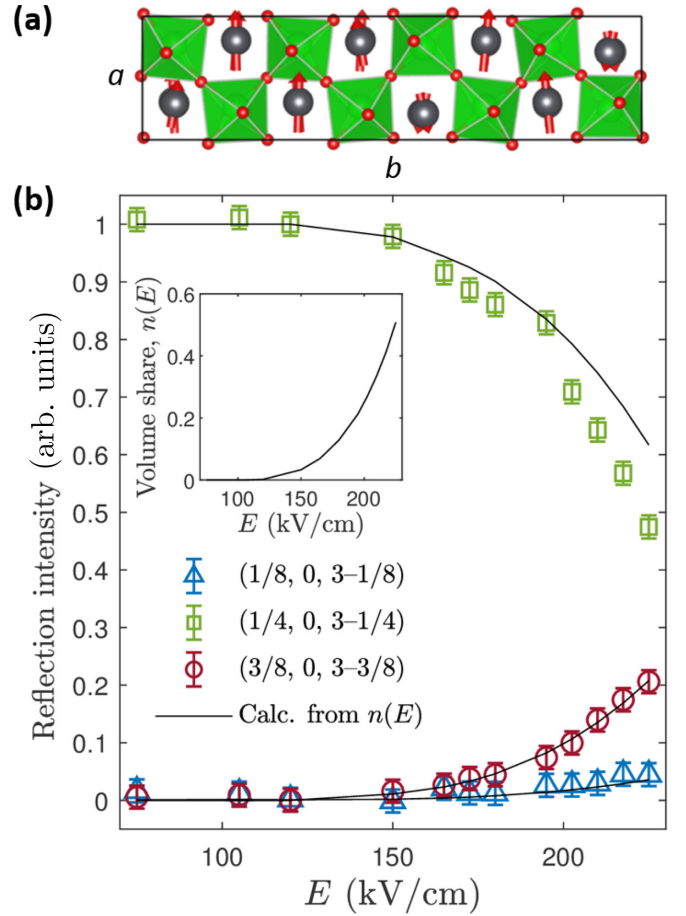 (a)
a
b
(b)
Reflection intensity (arb. units)
1
0.9
0.8
0.7
0.6
0.5
0.4
0.3
0.2
0.1
0
Volume share, n(E)
0.6
0.4
0.2
0
100
150
200
E (kV/cm)
(1/8, 0, 3–1/8)
(1/4, 0, 3–1/4)
(3/8, 0, 3–3/8)
Calc. from n(E)
100
150
200
E (kV/cm)